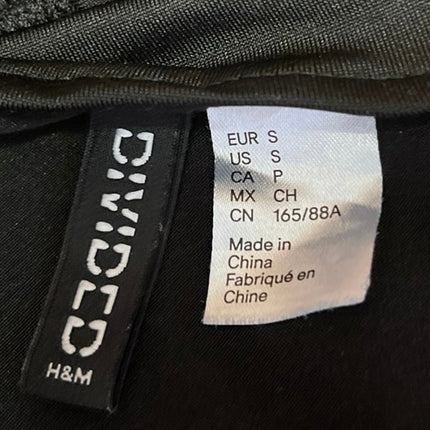 DIVIDED
H&M
EUR S
US S
CA P
MX CH
CN 165/88A
Made in
China
Fabriqué en
Chine